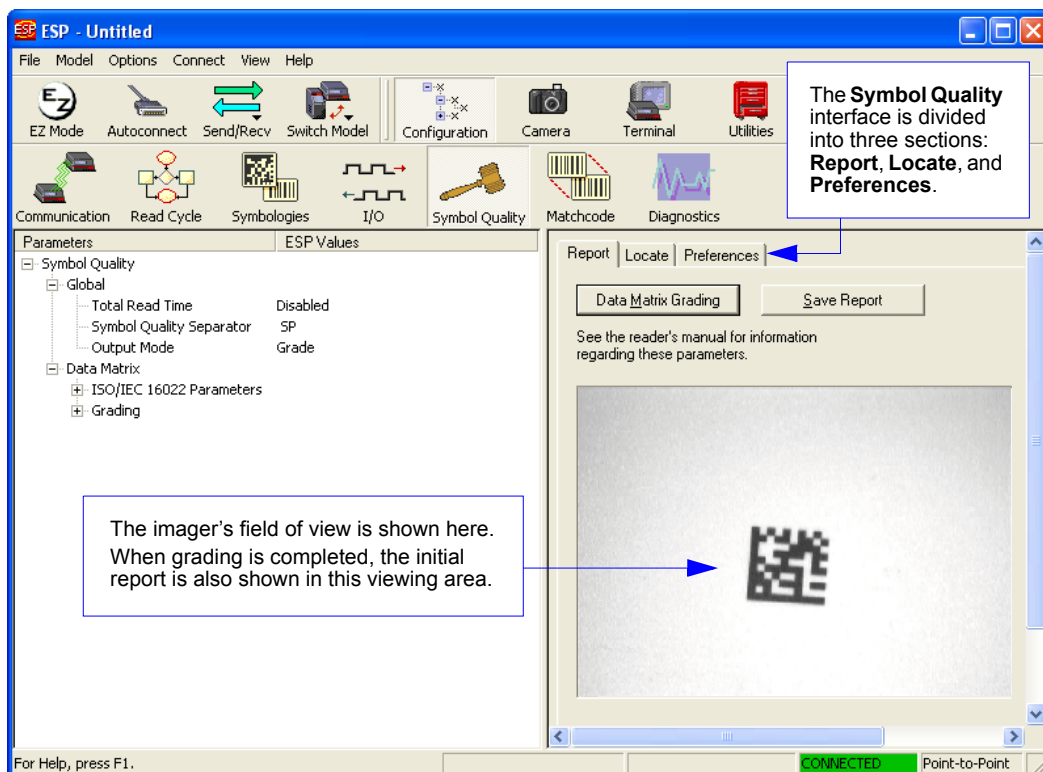 ESP - Untitled
File Model Options Connect View Help
EZ Mode Autoconnect Send/Recv Switch Model Configuration Camera Terminal Utilities
Communication Read Cycle Symbologies I/O Symbol Quality Matchcode Diagnostics
The Symbol Quality
interface is divided
into three sections:
Report, Locate, and
Preferences.
Parameters ESP Values
Symbol Quality
Global
Total Read Time Disabled
Symbol Quality Separator SP
Output Mode Grade
Data Matrix
ISO/IEC 16022 Parameters
Grading
Report Locate Preferences
Data Matrix Grading Save Report
See the reader's manual for information
regarding these parameters.
The imager's field of view is shown here.
When grading is completed, the initial
report is also shown in this viewing area.
For Help, press F1. CONNECTED Point-to-Point